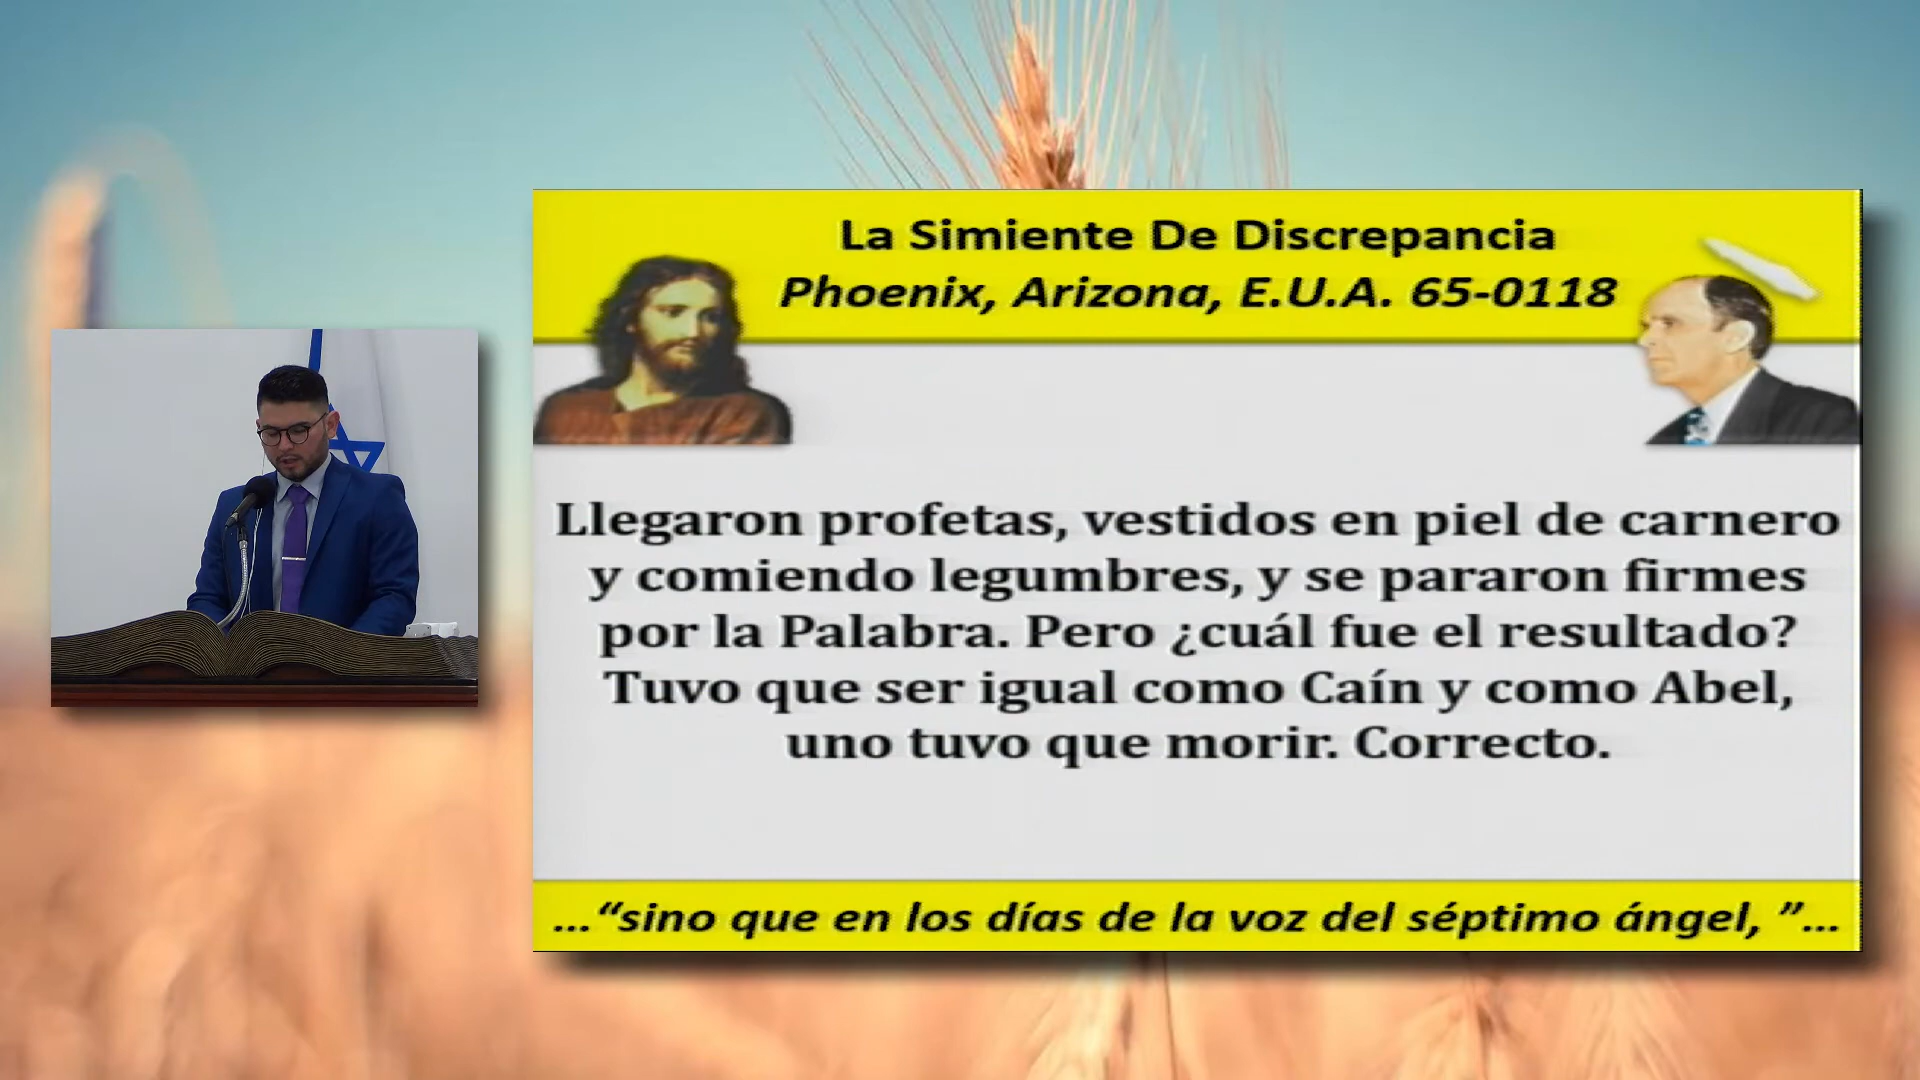 La Simiente De Discrepancia
Phoenix, Arizona, E.U.A. 65-0118
Llegaron profetas, vestidos en piel de carnero
y comiendo legumbres, y se pararon firmes
por la Palabra. Pero ¿cuál fue el resultado?
Tuvo que ser igual como Caín y como Abel,
uno tuvo que morir. Correcto.
...“sino que en los días de la voz del séptimo ángel, ”...